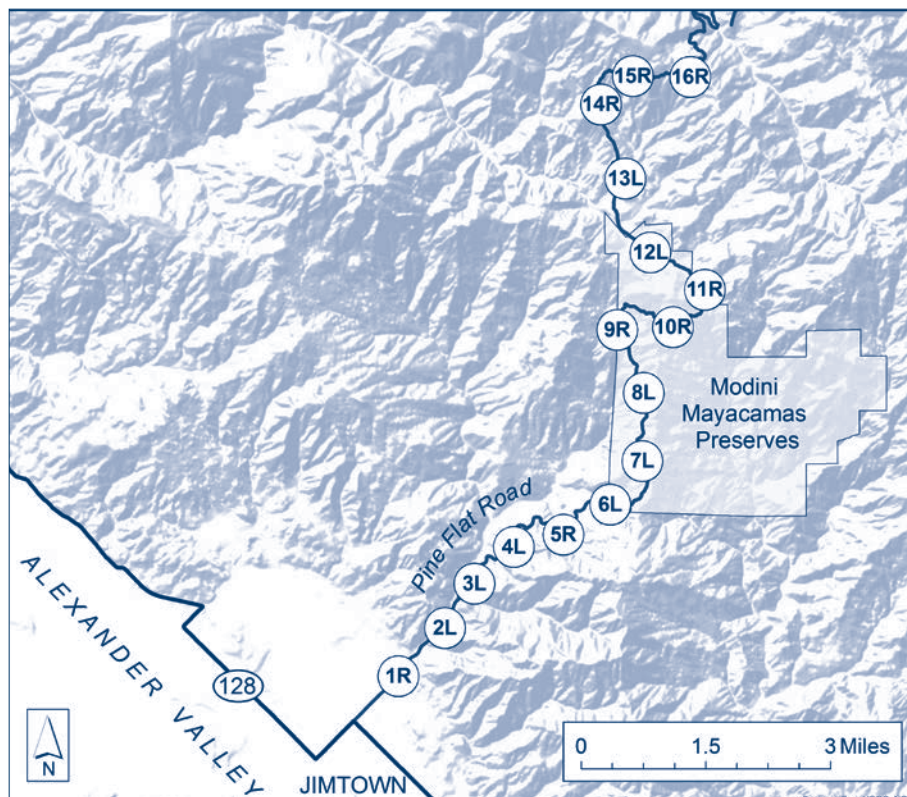 15R
16R
14R
13L
12L
11R
9R
10R
8L
Modini
Mayacamas
Preserves
7L
6L
Pine Flat Road
5R
4L
3L
2L
1R
ALEXANDER VALLEY
128
JIMTOWN
N
0 1.5 3 Miles